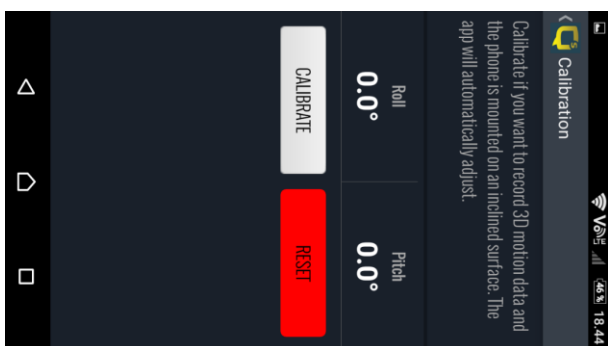 VoLTE 46 % 18.44
Calibration
Calibrate if you want to record 3D motion data and
the phone is mounted on an inclined surface. The
app will automatically adjust.
Roll Pitch
0.0° 0.0°
CALIBRATE RESET